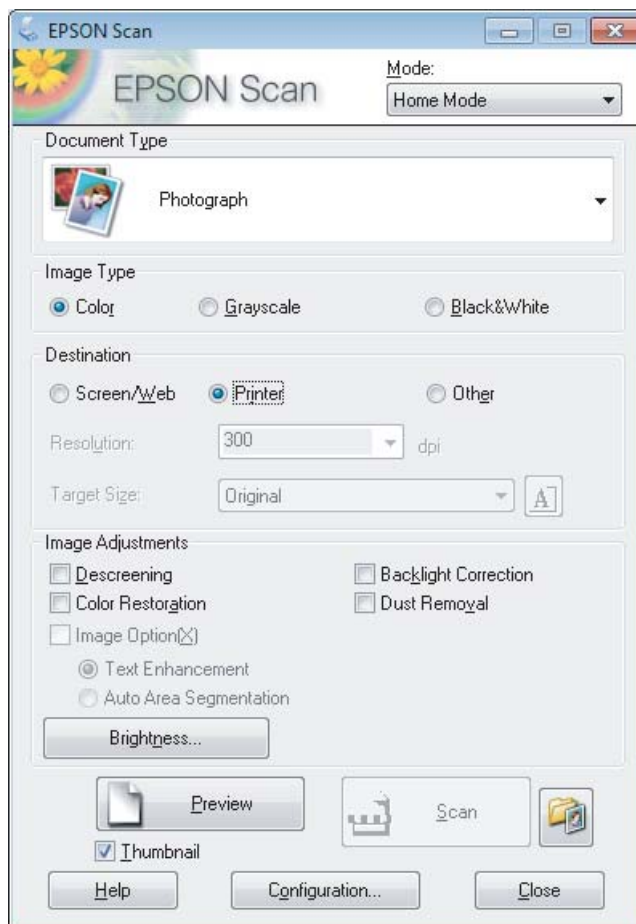 EPSON Scan
EPSON Scan
Mode:
Home Mode
Document Type
Photograph
Image Type
Color Grayscale Black&White
Destination
Screen/Web Printer Other
Resolution: 300 dpi
Target Size: Original A
Image Adjustments
Descreening Backlight Correction
Color Restoration Dust Removal
Image Option(X)
Text Enhancement
Auto Area Segmentation
Brightness...
Preview Scan
Thumbnail
Help Configuration... Close